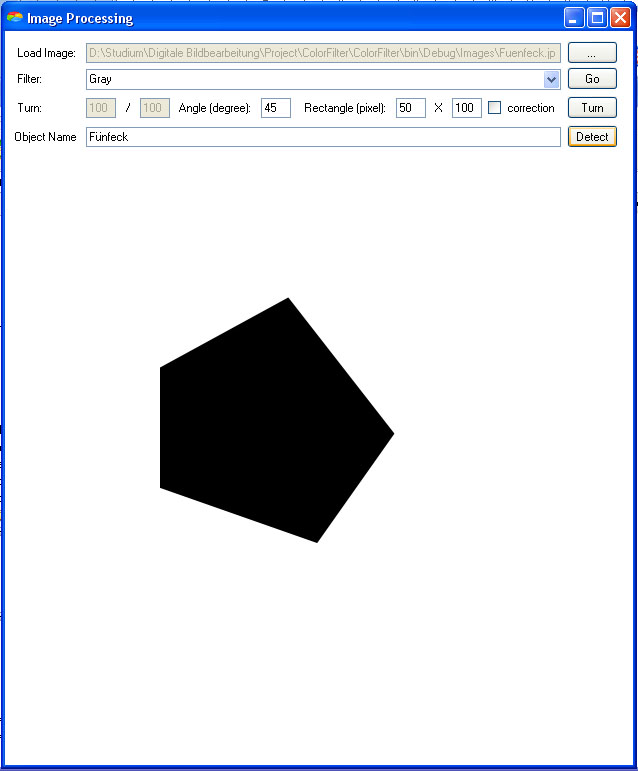 Image Processing
Load Image: D:\Studium\Digitale Bildbearbeitung\Project\ColorFilter\ColorFilter\bin\Debug\Images\Fuenfeck.jp ...
Filter: Gray Go
Turn: 100 / 100 Angle (degree): 45 Rectangle (pixel): 50 X 100 correction Turn
Object Name Fünfeck Detect